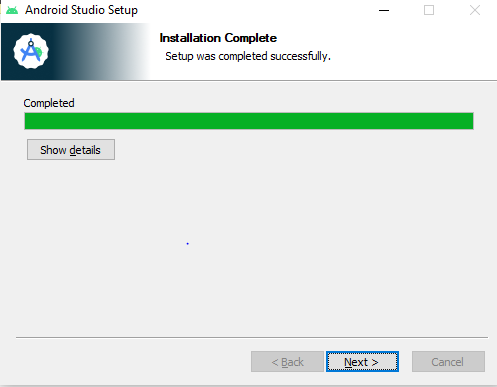 Android Studio Setup
Installation Complete
Setup was completed successfully.
Completed
Show details
< Back
Next >
Cancel